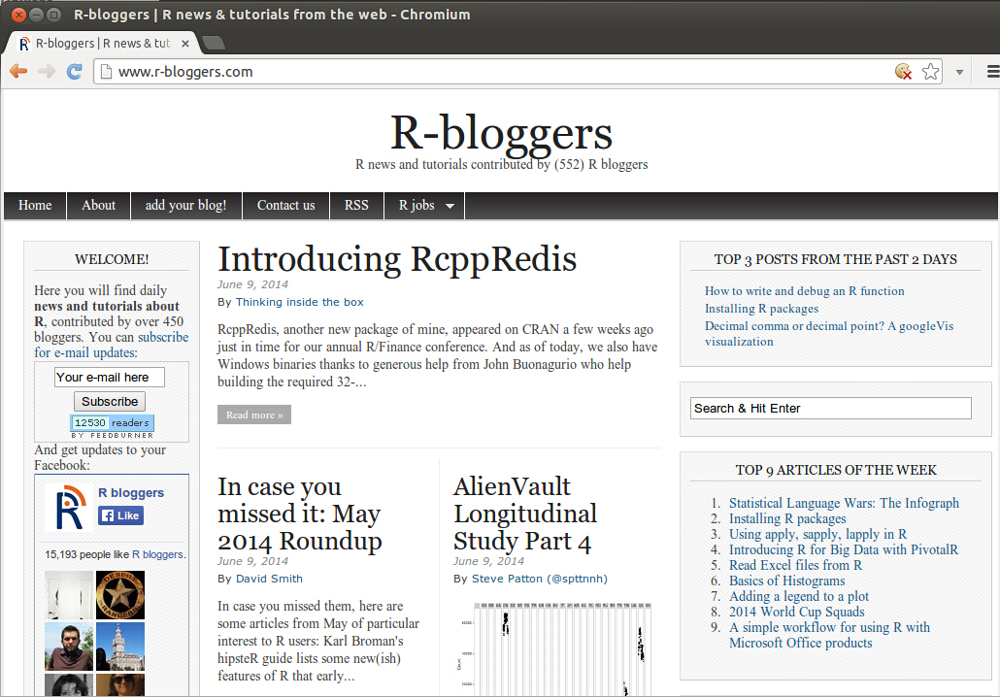 R-bloggers | R news & tutorials from the web - Chromium
R-bloggers | R news & tut
www.r-bloggers.com
R-bloggers
R news and tutorials contributed by (552) R bloggers
Home About add your blog! Contact us RSS R jobs
WELCOME!
Here you will find daily
news and tutorials about
R, contributed by over 450
bloggers. You can subscribe
for e-mail updates:
Your e-mail here
Subscribe
12530 readers
BY FEEDBURNER
And get updates to your
Facebook:
R bloggers
Like
15,193 people like R bloggers.
DESERT
RANGERS
Introducing RcppRedis
June 9, 2014
By Thinking inside the box
RcppRedis, another new package of mine, appeared on CRAN a few weeks ago
just in time for our annual R/Finance conference. And as of today, we also have
Windows binaries thanks to generous help from John Buonagurio who help
building the required 32-...
Read more »
In case you
missed it: May
2014 Roundup
June 9, 2014
By David Smith
In case you missed them, here are
some articles from May of particular
interest to R users: Karl Broman's
hipsteR guide lists some new(ish)
features of R that early...
AlienVault
Longitudinal
Study Part 4
June 9, 2014
By Steve Patton (@spttnnh)
Count
TOP 3 POSTS FROM THE PAST 2 DAYS
How to write and debug an R function
Installing R packages
Decimal comma or decimal point? A googleVis
visualization
Search & Hit Enter
TOP 9 ARTICLES OF THE WEEK
1. Statistical Language Wars: The Infograph
2. Installing R packages
3. Using apply, sapply, lapply in R
4. Introducing R for Big Data with PivotalR
5. Read Excel files from R
6. Basics of Histograms
7. Adding a legend to a plot
8. 2014 World Cup Squads
9. A simple workflow for using R with
Microsoft Office products